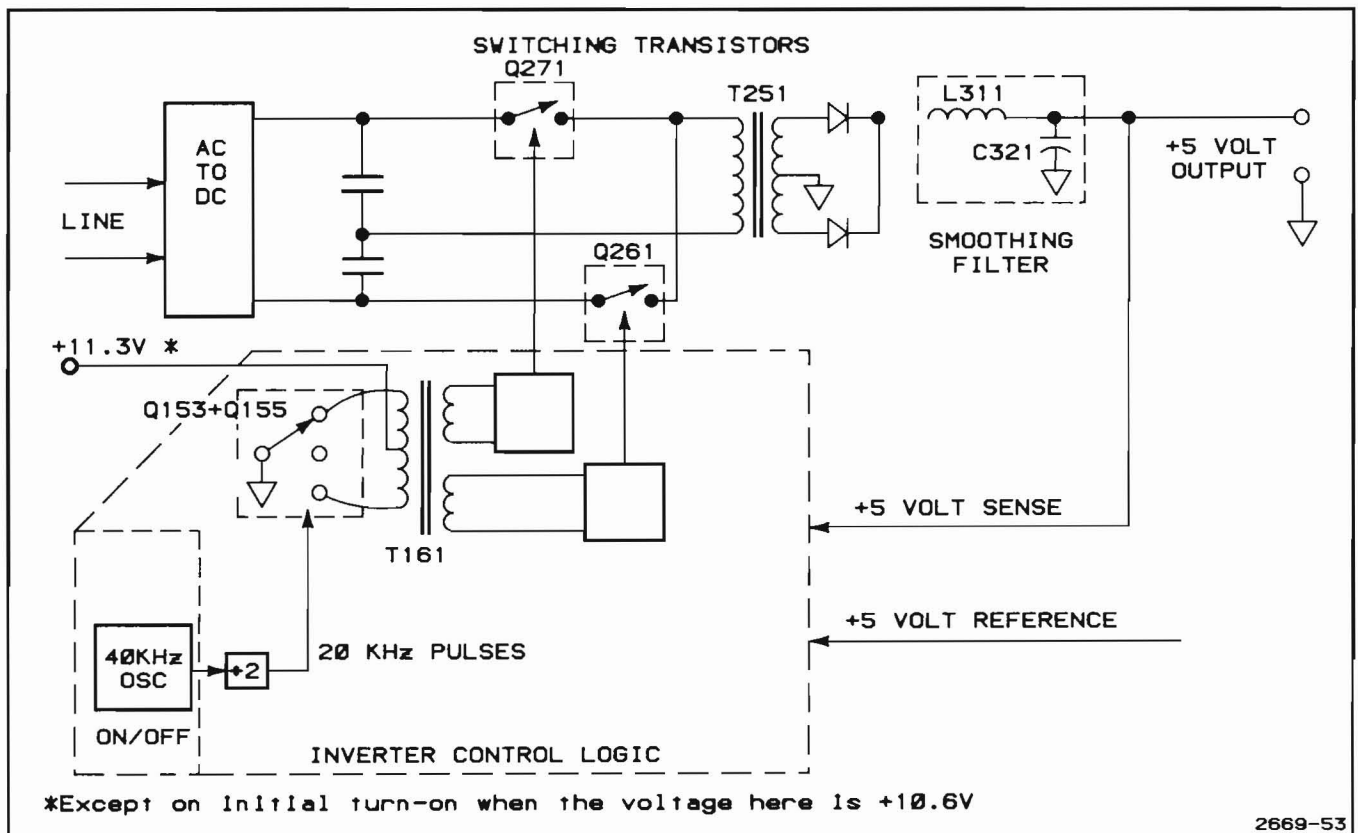 SWITCHING TRANSISTORS
Q271
T251
L311
AC
TO
DC
C321
+5 VOLT
OUTPUT
LINE
Q261
SMOOTHING
FILTER
+11.3V *
Q153+Q155
+5 VOLT SENSE
T161
+5 VOLT REFERENCE
40KHz
OSC
÷2
20 KHz PULSES
ON/OFF
INVERTER CONTROL LOGIC
*Except on initial turn-on when the voltage here is +10.6V
2669-53